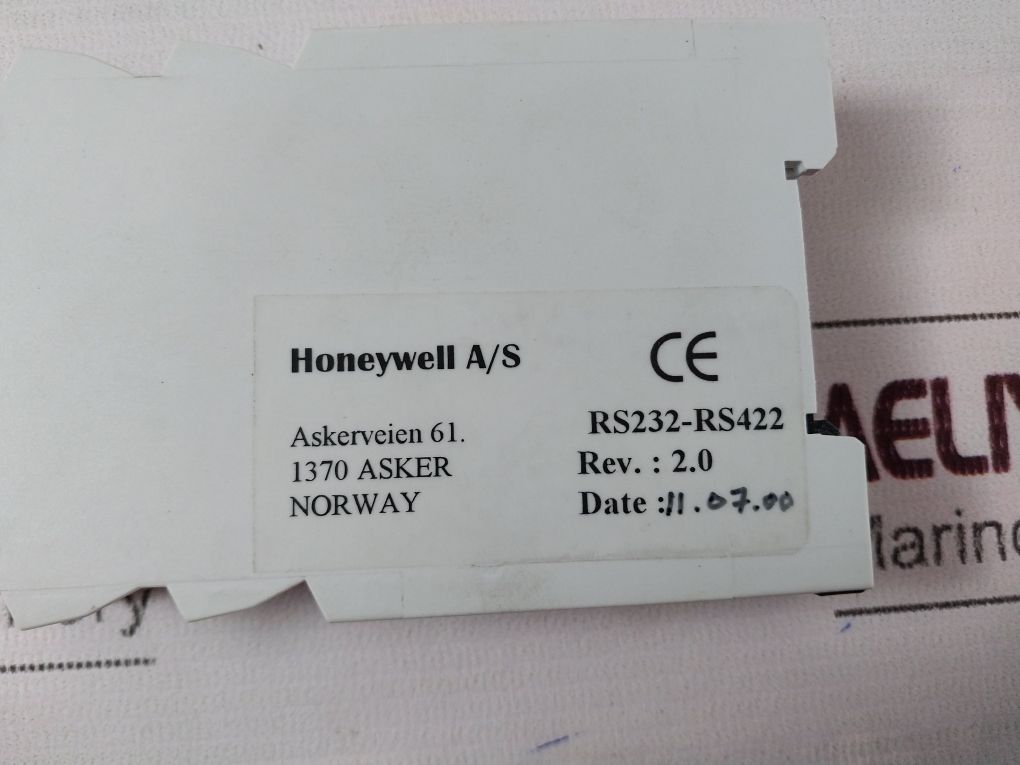 Honeywell A/S
CE
Askerveien 61.
1370 ASKER
NORWAY
RS232-RS422
Rev. : 2.0
Date :11.07.00